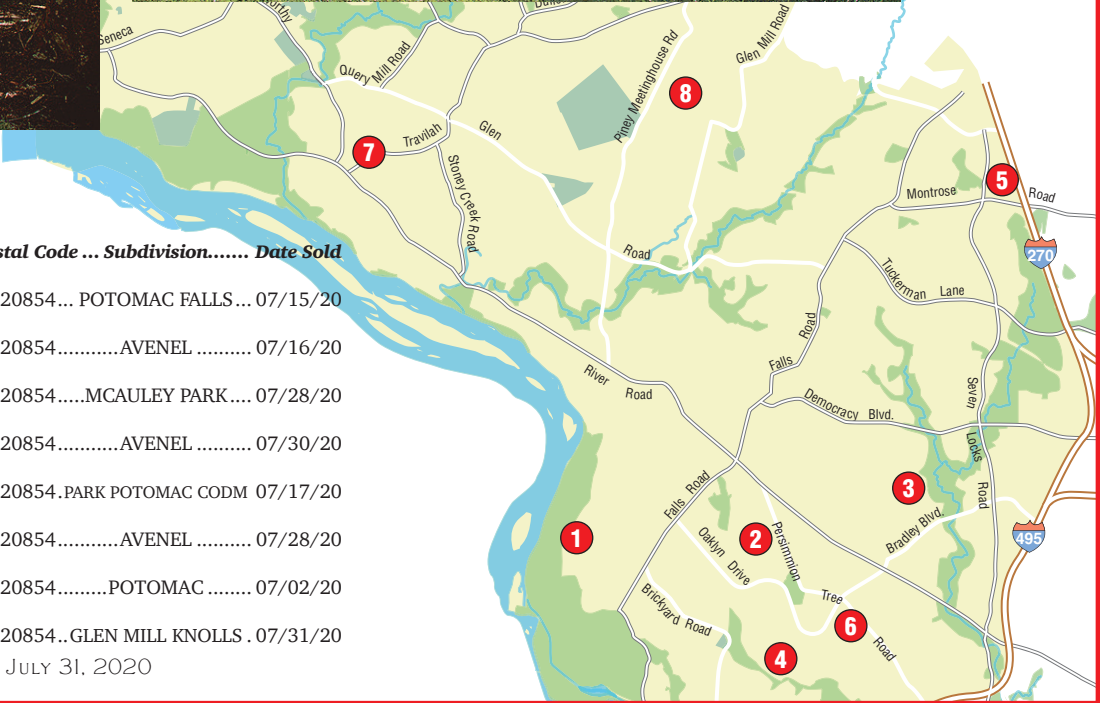 stal Code ... Subdivision....... Date Sold
20854... POTOMAC FALLS... 07/15/20
20854...........AVENEL .......... 07/16/20
20854.....MCAULEY PARK.... 07/28/20
20854...........AVENEL .......... 07/30/20
20854.PARK POTOMAC CODM 07/17/20
20854...........AVENEL .......... 07/28/20
20854.........POTOMAC ........ 07/02/20
20854..GLEN MILL KNOLLS . 07/31/20
July 31, 2020
Seneca
Query Mill Road
Travilah
Glen
Road
Stoney Creek Road
Piney Meetinghouse Rd
Glen Mill Road
8
7
5
Montrose
Road
270
Tuckerman Lane
Falls
Road
River
Road
Democracy Blvd.
Seven
Locks
Road
3
Bradley Blvd.
495
Falls Road
1
2
Oaklyn Drive
Persimmon
Tree
Road
Brickyard Road
6
4